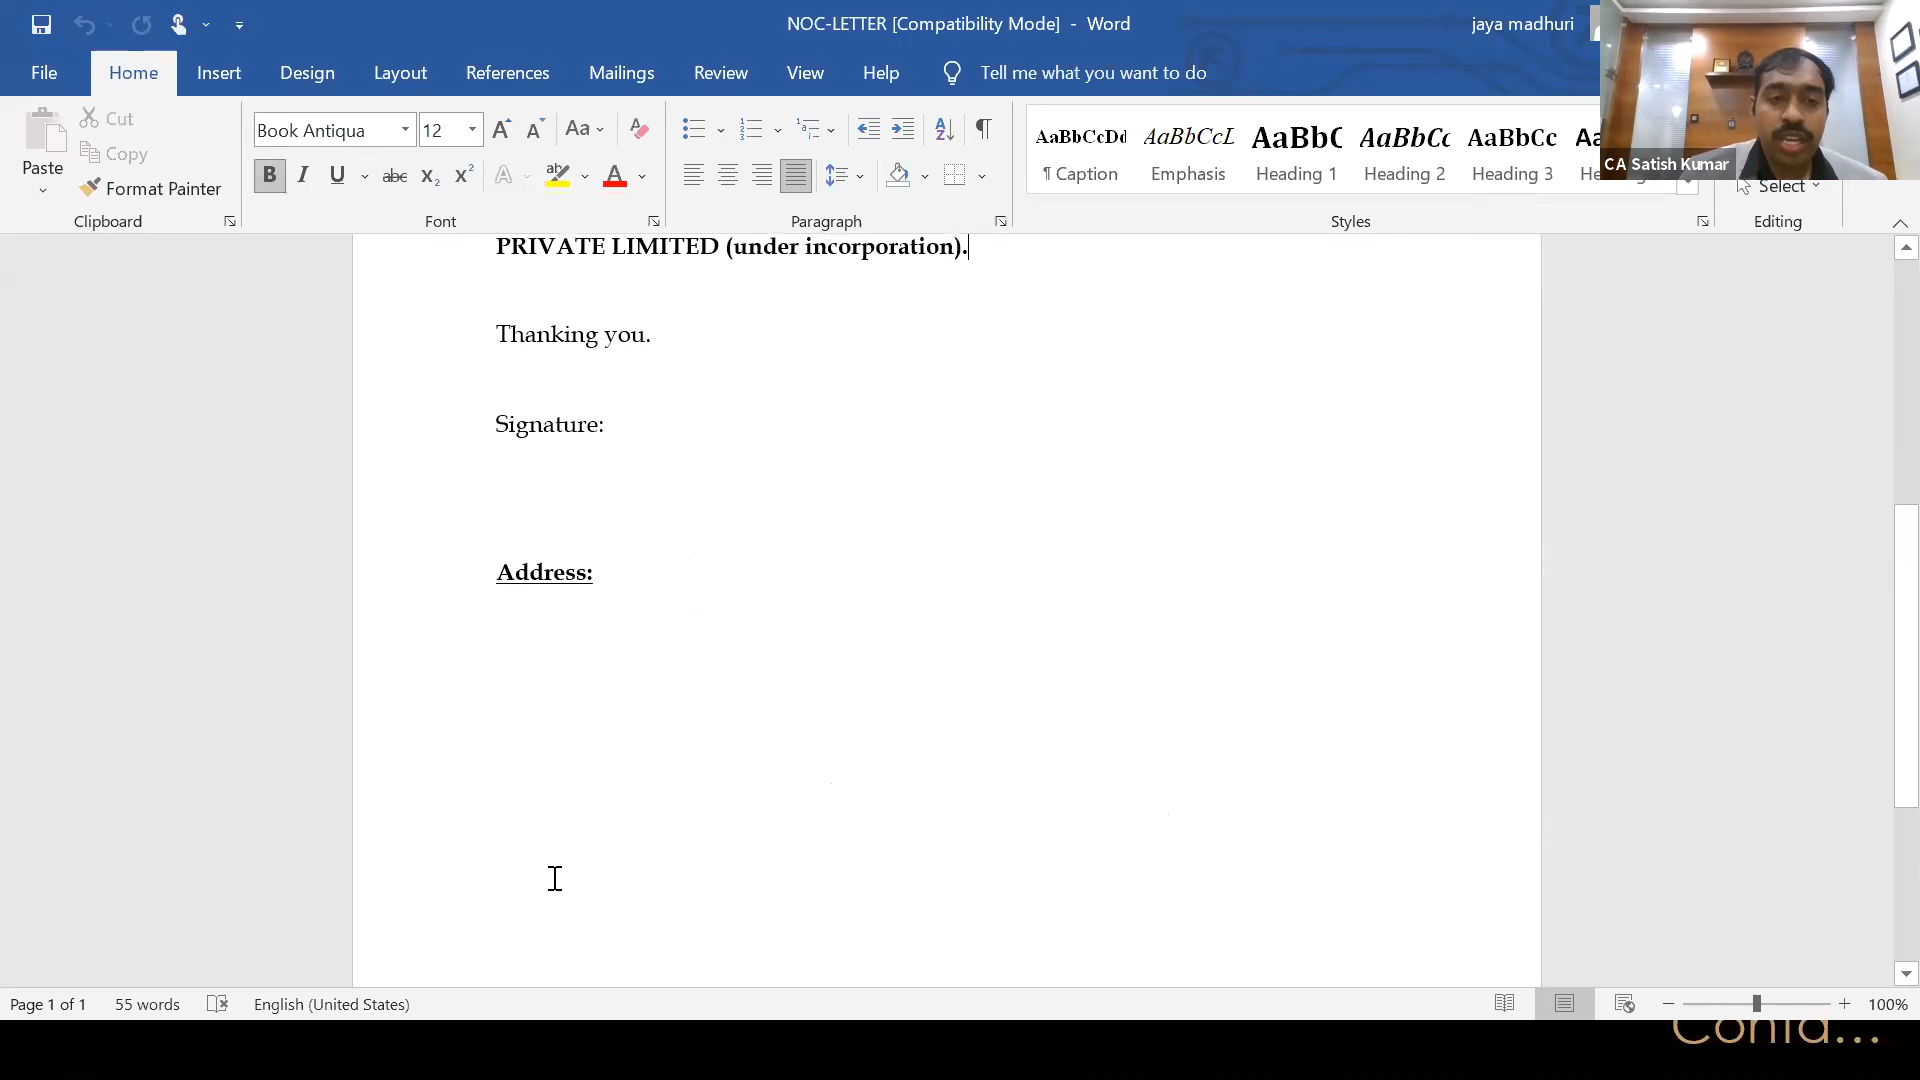 NOC-LETTER [Compatibility Mode] - Word
jaya madhuri
File Home Insert Design Layout References Mailings Review View Help Tell me what you want to do
Cut
Copy
Format Painter
Paste
Clipboard
Book Antiqua 12
Font
Paragraph
AaBbCcDd AaBbCcL AaBbC AaBbCc AaBbCc
¶ Caption Emphasis Heading 1 Heading 2 Heading 3
Styles
Select
Editing
CA Satish Kumar
PRIVATE LIMITED (under incorporation).
Thanking you.
Signature:
Address:
Page 1 of 1 55 words English (United States) 100%